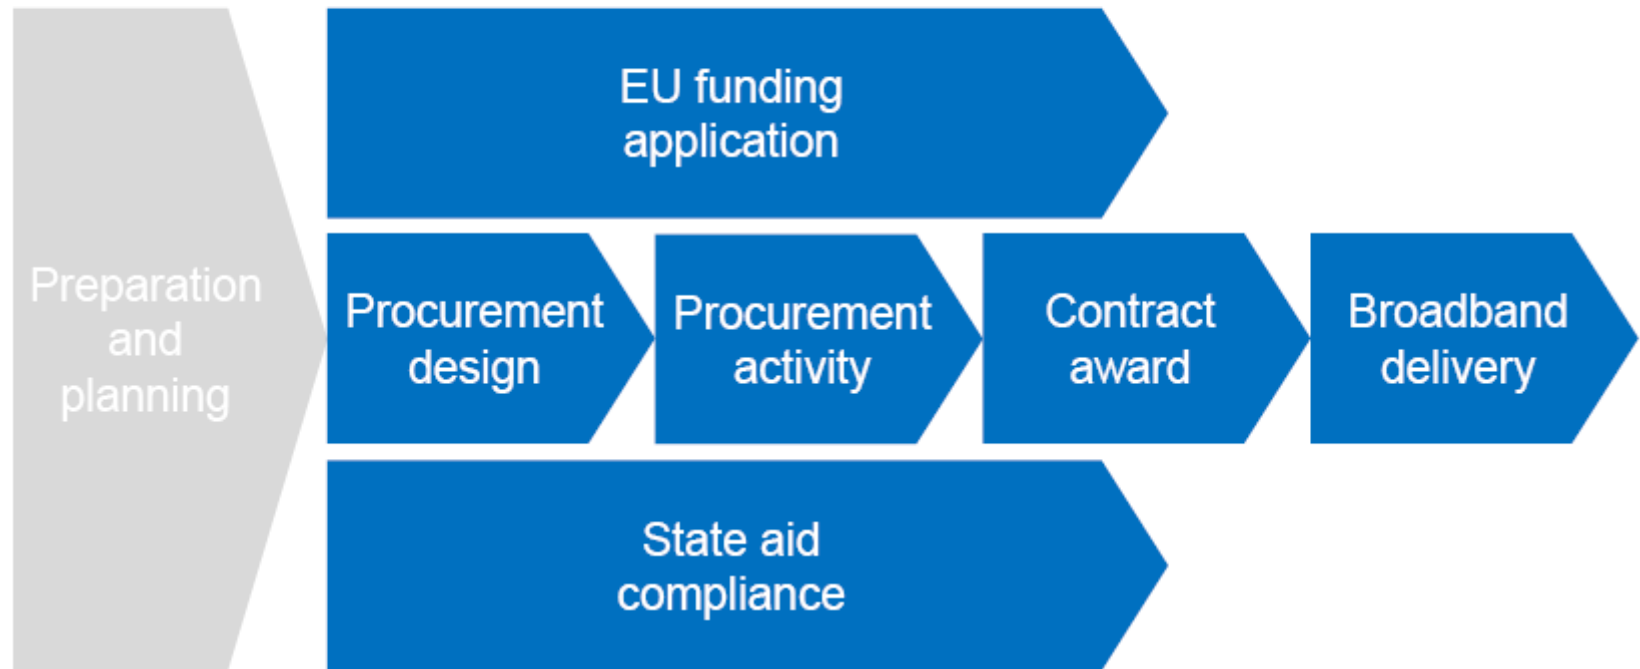 Preparation
and
planning
EU funding
application
Procurement
design
Procurement
activity
Contract
award
Broadband
delivery
State aid
compliance